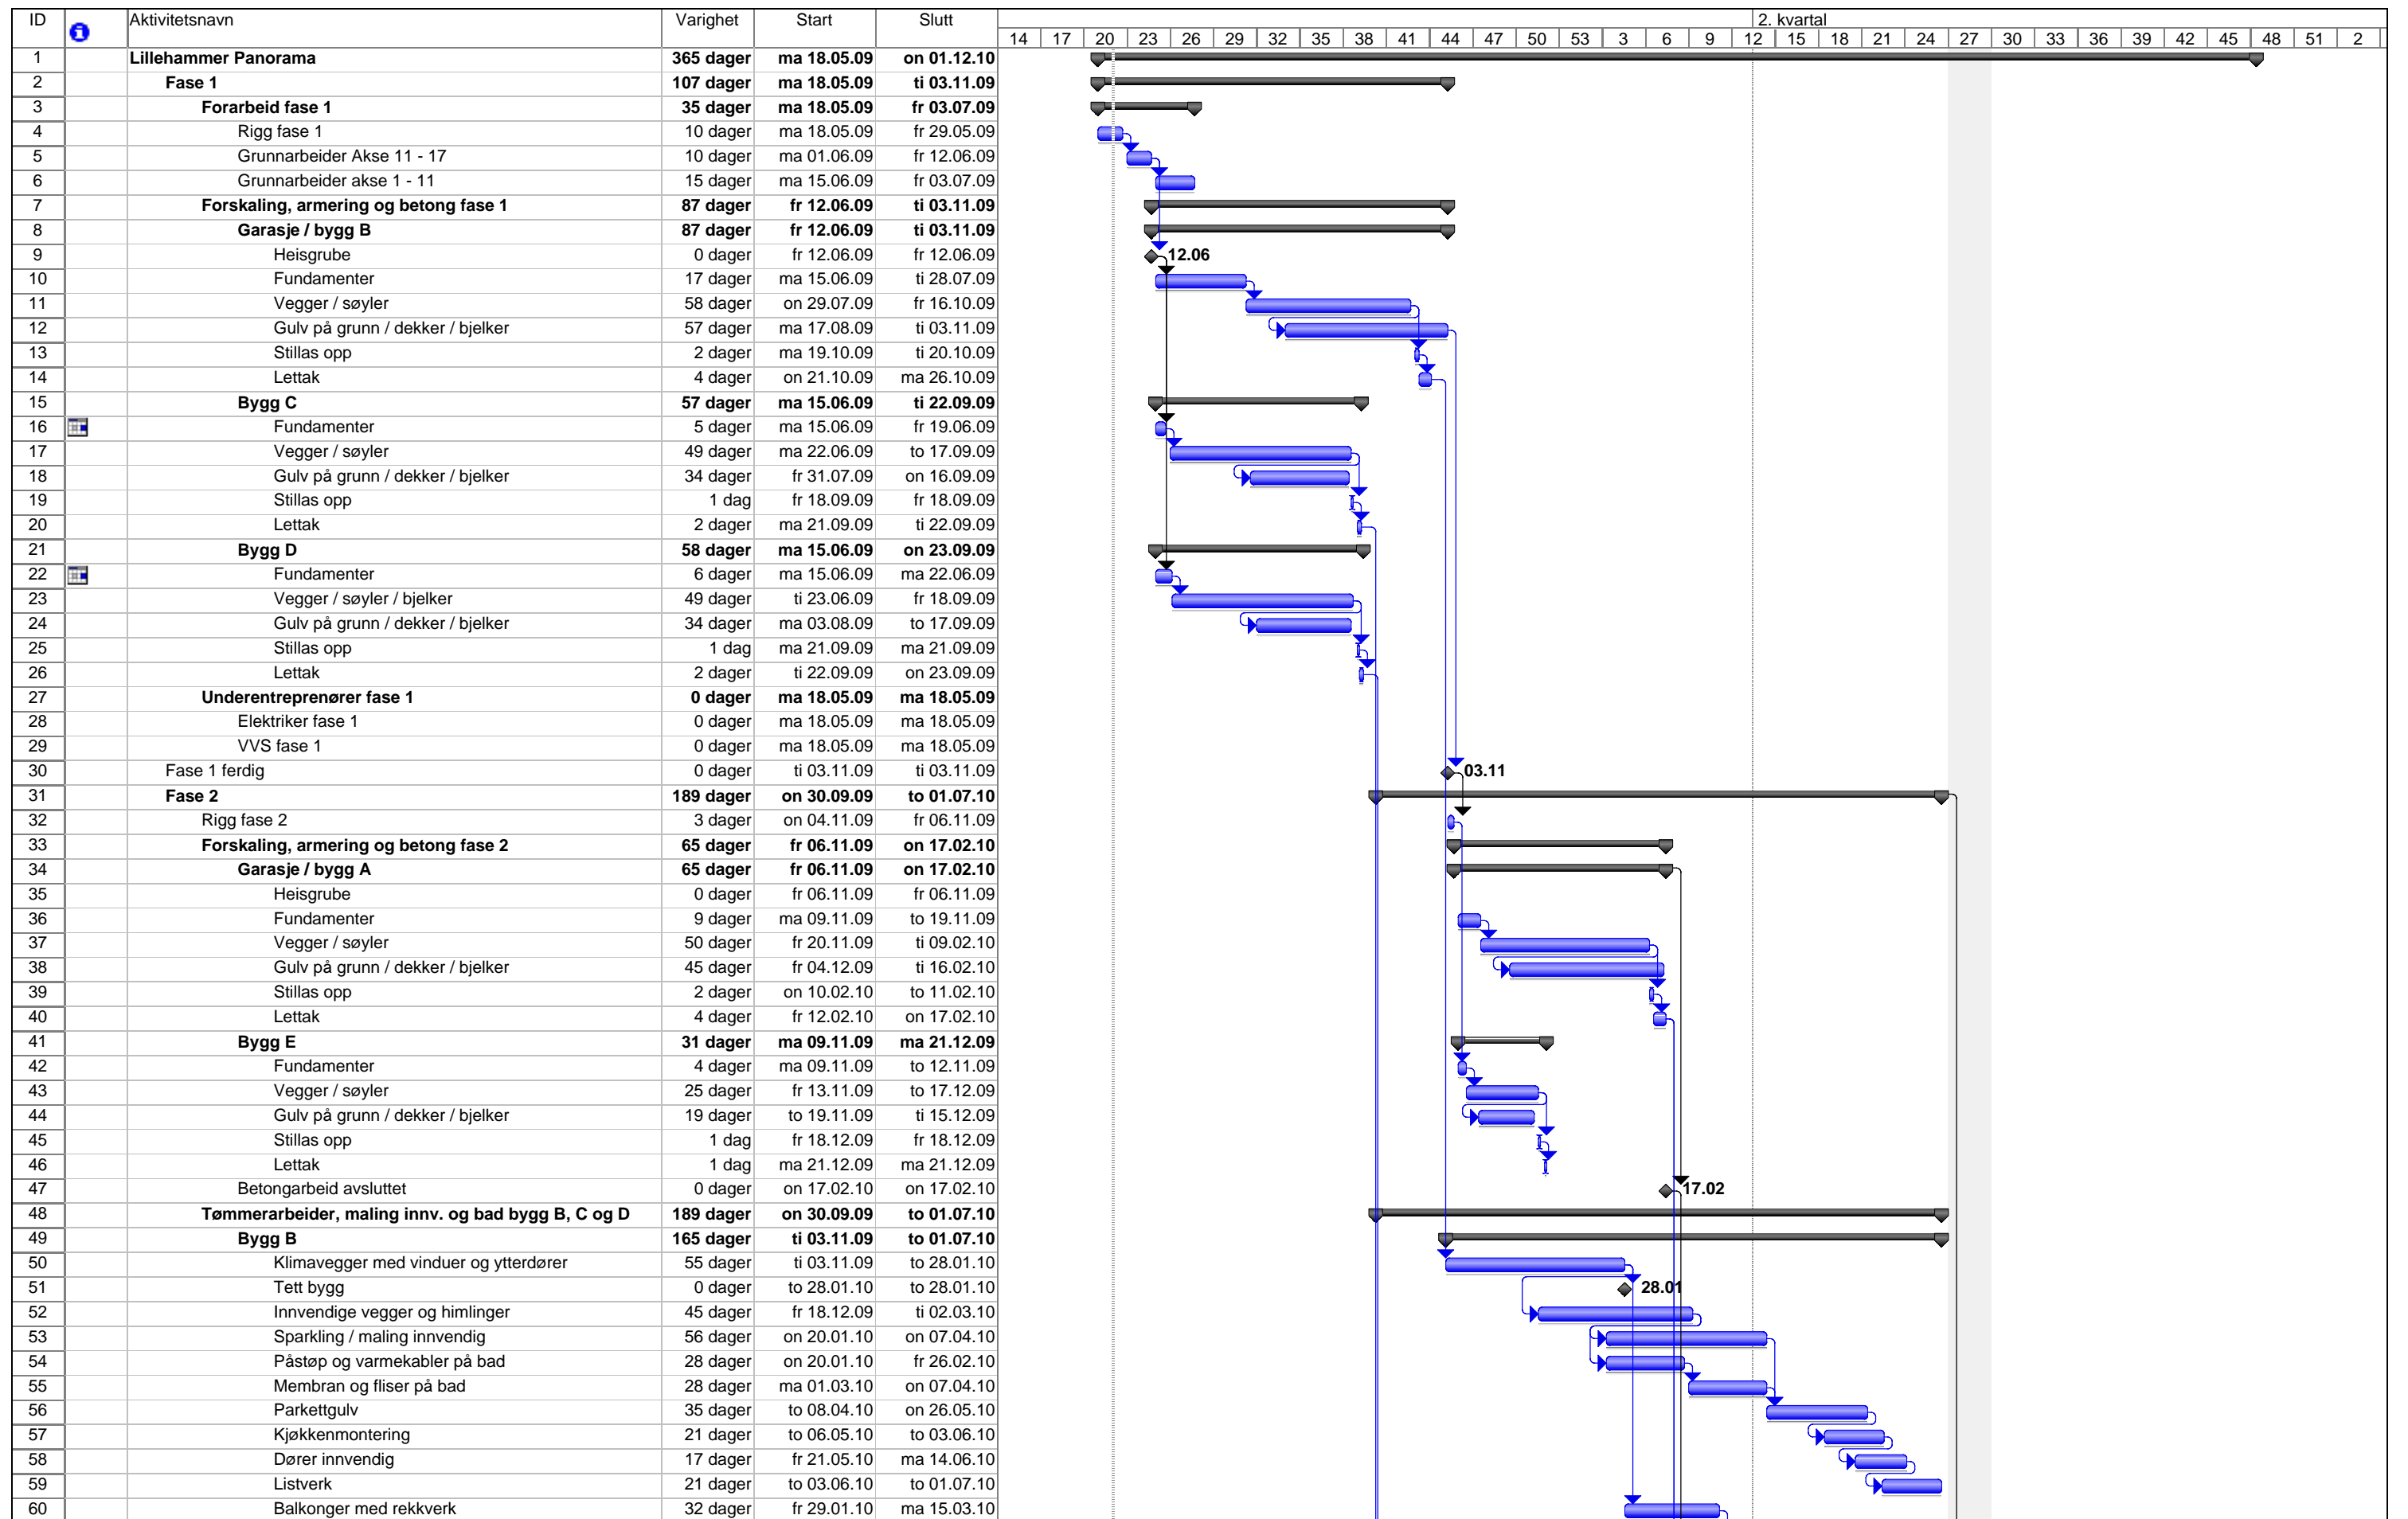 ID Aktivitetsnavn Varighet Start Slutt 2. kvartal
14 17 20 23 26 29 32 35 38 41 44 47 50 53 3 6 9 12 15 18 21 24 27 30 33 36 39 42 45 48 51 2
1 Lillehammer Panorama 365 dager ma 18.05.09 on 01.12.10
2 Fase 1 107 dager ma 18.05.09 ti 03.11.09
3 Forarbeid fase 1 35 dager ma 18.05.09 fr 03.07.09
4 Rigg fase 1 10 dager ma 18.05.09 fr 29.05.09
5 Grunnarbeider Akse 11 - 17 10 dager ma 01.06.09 fr 12.06.09
6 Grunnarbeider akse 1 - 11 15 dager ma 15.06.09 fr 03.07.09
7 Forskaling, armering og betong fase 1 87 dager fr 12.06.09 ti 03.11.09
8 Garasje / bygg B 87 dager fr 12.06.09 ti 03.11.09
9 Heisgrube 0 dager fr 12.06.09 fr 12.06.09 12.06
10 Fundamenter 17 dager ma 15.06.09 ti 28.07.09
11 Vegger / søyler 58 dager on 29.07.09 fr 16.10.09
12 Gulv på grunn / dekker / bjelker 57 dager ma 17.08.09 ti 03.11.09
13 Stillas opp 2 dager ma 19.10.09 ti 20.10.09
14 Lettak 4 dager on 21.10.09 ma 26.10.09
15 Bygg C 57 dager ma 15.06.09 ti 22.09.09
16 Fundamenter 5 dager ma 15.06.09 fr 19.06.09
17 Vegger / søyler 49 dager ma 22.06.09 to 17.09.09
18 Gulv på grunn / dekker / bjelker 34 dager fr 31.07.09 on 16.09.09
19 Stillas opp 1 dag fr 18.09.09 fr 18.09.09
20 Lettak 2 dager ma 21.09.09 ti 22.09.09
21 Bygg D 58 dager ma 15.06.09 on 23.09.09
22 Fundamenter 6 dager ma 15.06.09 ma 22.06.09
23 Vegger / søyler / bjelker 49 dager ti 23.06.09 fr 18.09.09
24 Gulv på grunn / dekker / bjelker 34 dager ma 03.08.09 to 17.09.09
25 Stillas opp 1 dag ma 21.09.09 ma 21.09.09
26 Lettak 2 dager ti 22.09.09 on 23.09.09
27 Underentreprenører fase 1 0 dager ma 18.05.09 ma 18.05.09
28 Elektriker fase 1 0 dager ma 18.05.09 ma 18.05.09
29 VVS fase 1 0 dager ma 18.05.09 ma 18.05.09
30 Fase 1 ferdig 0 dager ti 03.11.09 ti 03.11.09 03.11
31 Fase 2 189 dager on 30.09.09 to 01.07.10
32 Rigg fase 2 3 dager on 04.11.09 fr 06.11.09
33 Forskaling, armering og betong fase 2 65 dager fr 06.11.09 on 17.02.10
34 Garasje / bygg A 65 dager fr 06.11.09 on 17.02.10
35 Heisgrube 0 dager fr 06.11.09 fr 06.11.09
36 Fundamenter 9 dager ma 09.11.09 to 19.11.09
37 Vegger / søyler 50 dager fr 20.11.09 ti 09.02.10
38 Gulv på grunn / dekker / bjelker 45 dager fr 04.12.09 ti 16.02.10
39 Stillas opp 2 dager on 10.02.10 to 11.02.10
40 Lettak 4 dager fr 12.02.10 on 17.02.10
41 Bygg E 31 dager ma 09.11.09 ma 21.12.09
42 Fundamenter 4 dager ma 09.11.09 to 12.11.09
43 Vegger / søyler 25 dager fr 13.11.09 to 17.12.09
44 Gulv på grunn / dekker / bjelker 19 dager to 19.11.09 ti 15.12.09
45 Stillas opp 1 dag fr 18.12.09 fr 18.12.09
46 Lettak 1 dag ma 21.12.09 ma 21.12.09
47 Betongarbeid avsluttet 0 dager on 17.02.10 on 17.02.10 17.02
48 Tømmerarbeider, maling innv. og bad bygg B, C og D 189 dager on 30.09.09 to 01.07.10
49 Bygg B 165 dager ti 03.11.09 to 01.07.10
50 Klimavegger med vinduer og ytterdører 55 dager ti 03.11.09 to 28.01.10
51 Tett bygg 0 dager to 28.01.10 to 28.01.10 28.01
52 Innvendige vegger og himlinger 45 dager fr 18.12.09 ti 02.03.10
53 Sparkling / maling innvendig 56 dager on 20.01.10 on 07.04.10
54 Påstøp og varmekabler på bad 28 dager on 20.01.10 fr 26.02.10
55 Membran og fliser på bad 28 dager ma 01.03.10 on 07.04.10
56 Parkettgulv 35 dager to 08.04.10 on 26.05.10
57 Kjøkkenmontering 21 dager to 06.05.10 to 03.06.10
58 Dører innvendig 17 dager fr 21.05.10 ma 14.06.10
59 Listverk 21 dager to 03.06.10 to 01.07.10
60 Balkonger med rekkverk 32 dager fr 29.01.10 ma 15.03.10